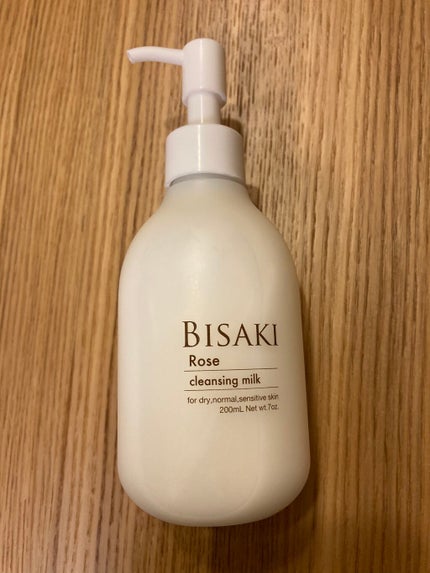 BISAKI
Rose
cleansing milk
for dry,normal,sensitive skin
200mL Net wt.7oz.